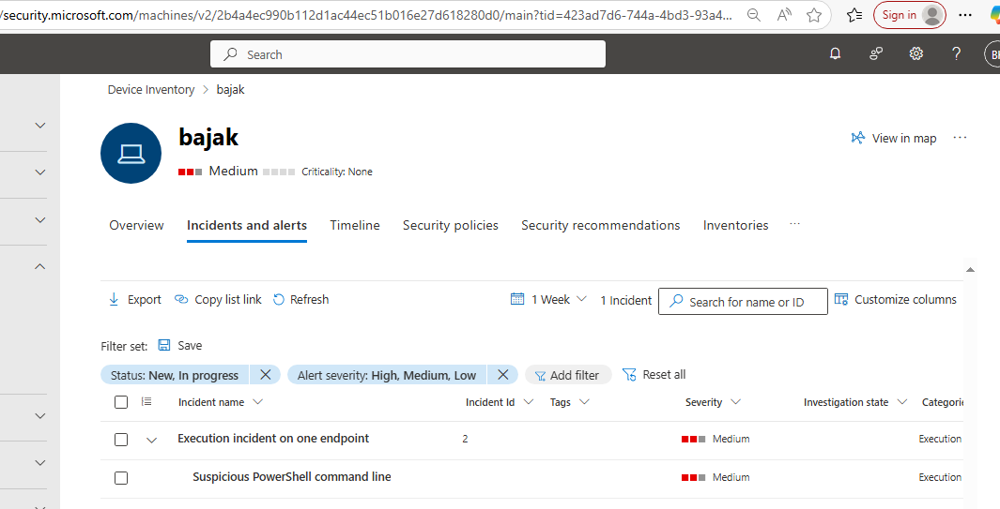 /security.microsoft.com/machines/v2/2b4a4ec990b112d1ac44ec51b016e27d618280d0/main?tid=423ad7d6-744a-4bd3-93a4... Sign in
Search
Device Inventory > bajak
bajak
View in map
Medium Criticality: None
Overview Incidents and alerts Timeline Security policies Security recommendations Inventories ...
Export Copy list link Refresh 1 Week 1 Incident Search for name or ID Customize columns
Filter set: Save
Status: New, In progress Alert severity: High, Medium, Low Add filter Reset all
Incident name Incident Id Tags Severity Investigation state Categorie
Execution incident on one endpoint 2 Medium Execution
Suspicious PowerShell command line Medium Execution